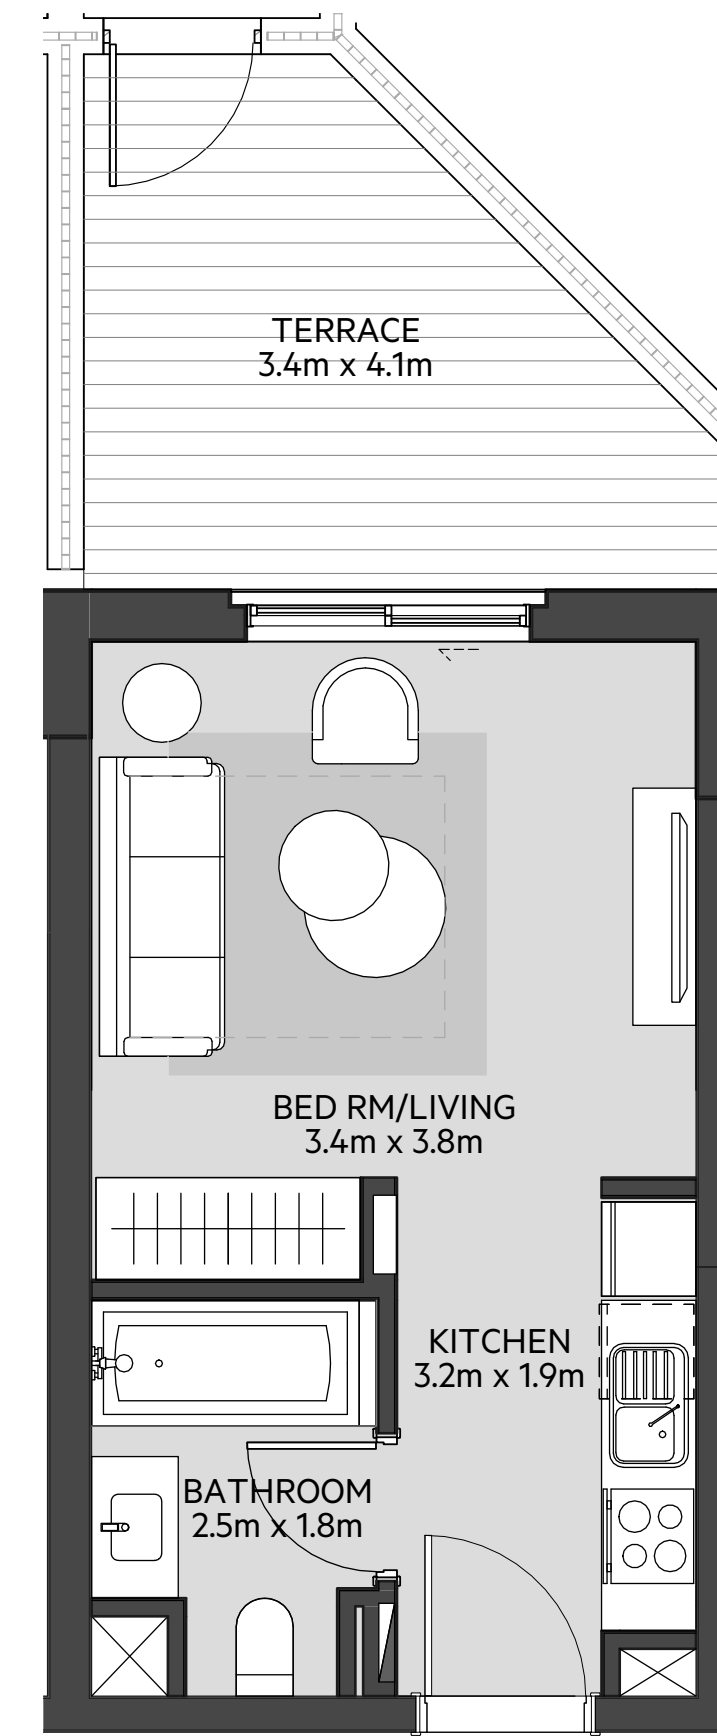 TERRACE
3.4m x 4.1m
BED RM/LIVING
3.4m x 3.8m
KITCHEN
3.2m x 1.9m
BATHROOM
2.5m x 1.8m